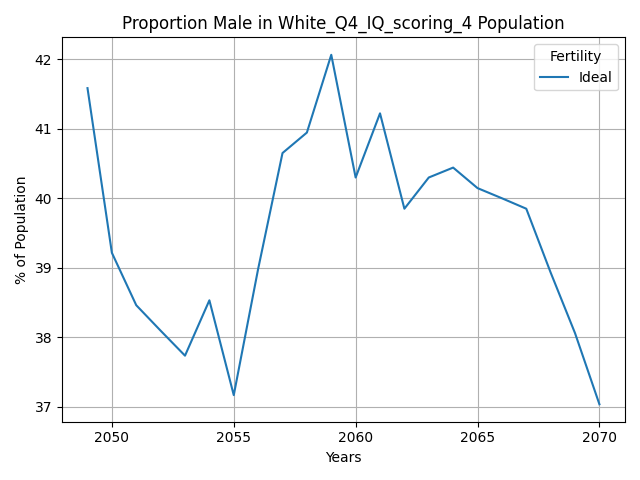 Proportion Male in White_Q4_IQ_scoring_4 Population
Fertility
Ideal
% of Population
42
41
40
39
38
37
2050 2055 2060 2065 2070
Years